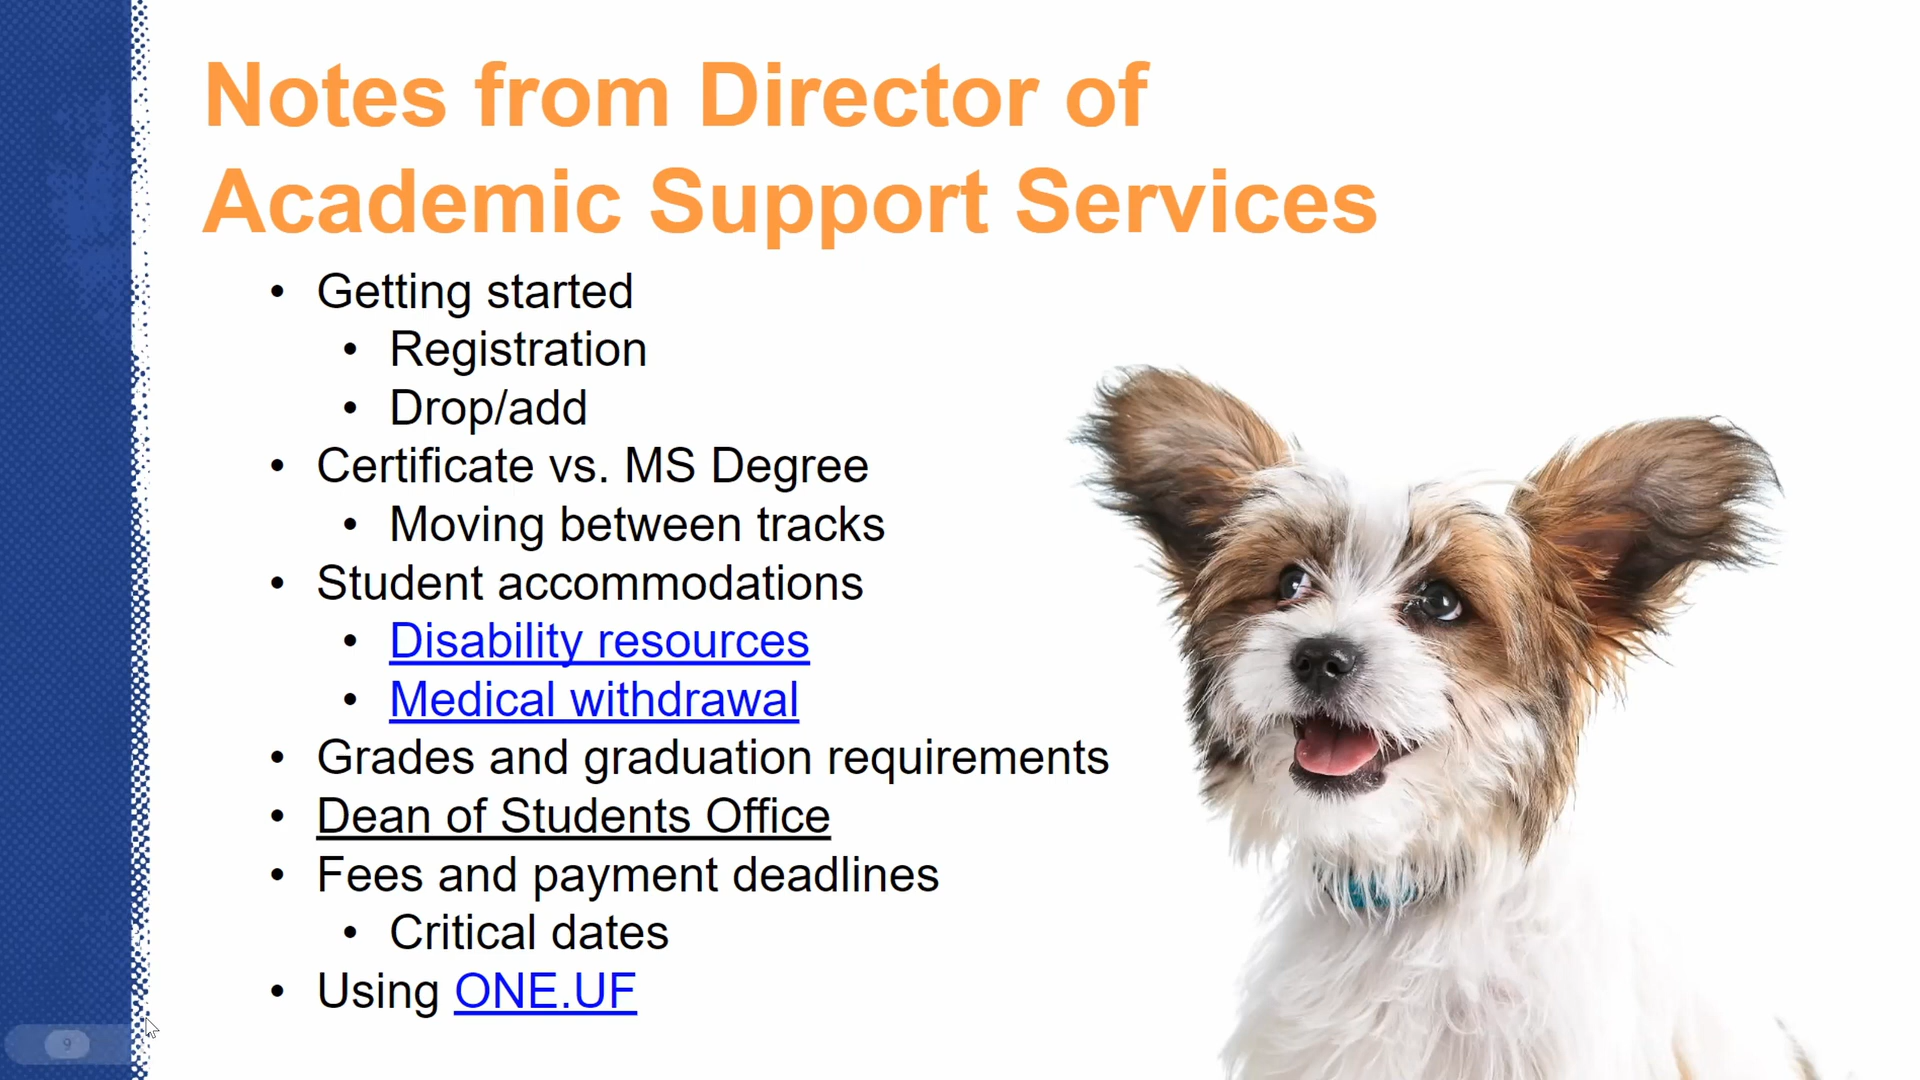 Notes from Director of
Academic Support Services
• Getting started
• Registration
• Drop/add
• Certificate vs. MS Degree
• Moving between tracks
• Student accommodations
• Disability resources
• Medical withdrawal
• Grades and graduation requirements
• Dean of Students Office
• Fees and payment deadlines
• Critical dates
• Using ONE.UF
9